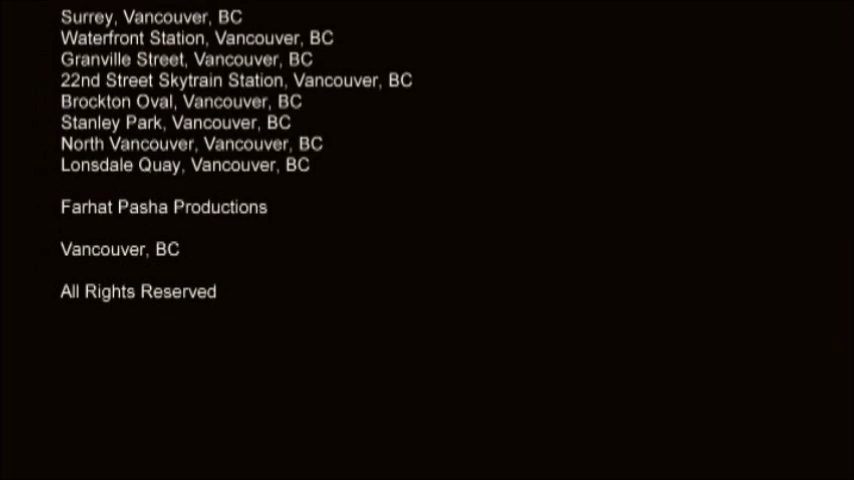 Surrey, Vancouver, BC
Waterfront Station, Vancouver, BC
Granville Street, Vancouver, BC
22nd Street Skytrain Station, Vancouver, BC
Brockton Oval, Vancouver, BC
Stanley Park, Vancouver, BC
North Vancouver, Vancouver, BC
Lonsdale Quay, Vancouver, BC
Farhat Pasha Productions
Vancouver, BC
All Rights Reserved